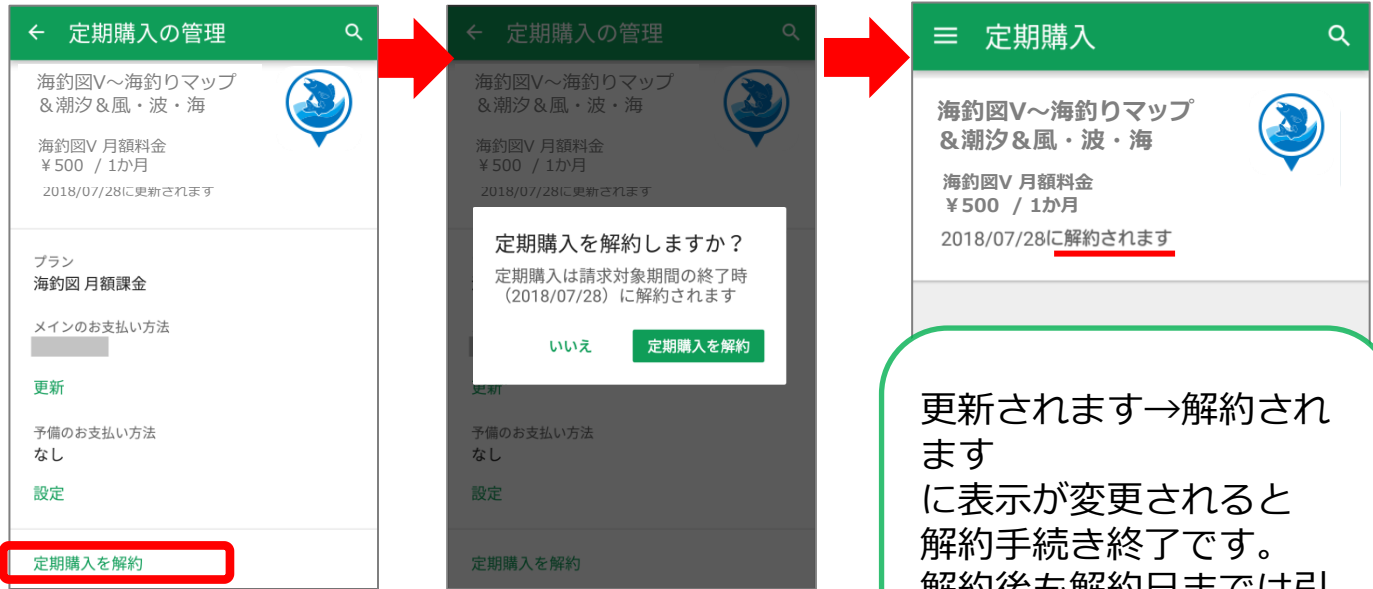 定期購入の管理
海釣図V～海釣りマップ
＆潮汐＆風・波・海
海釣図V 月額料金
￥500 / 1か月
2018/07/28に更新されます
プラン
海釣図 月額課金
メインのお支払い方法
更新
予備のお支払い方法
なし
設定
定期購入を解約
定期購入の管理
海釣図V～海釣りマップ
＆潮汐＆風・波・海
海釣図V 月額料金
￥500 / 1か月
2018/07/28に更新されます
定期購入を解約しますか？
定期購入は請求対象期間の終了時
（2018/07/28）に解約されます
いいえ
定期購入を解約
更新
予備のお支払い方法
なし
設定
定期購入を解約
定期購入
海釣図V～海釣りマップ
＆潮汐＆風・波・海
海釣図V 月額料金
￥500 / 1か月
2018/07/28に解約されます
更新されます→解約され
ます
に表示が変更されると
解約手続き終了です。
解約後も解約日までは引